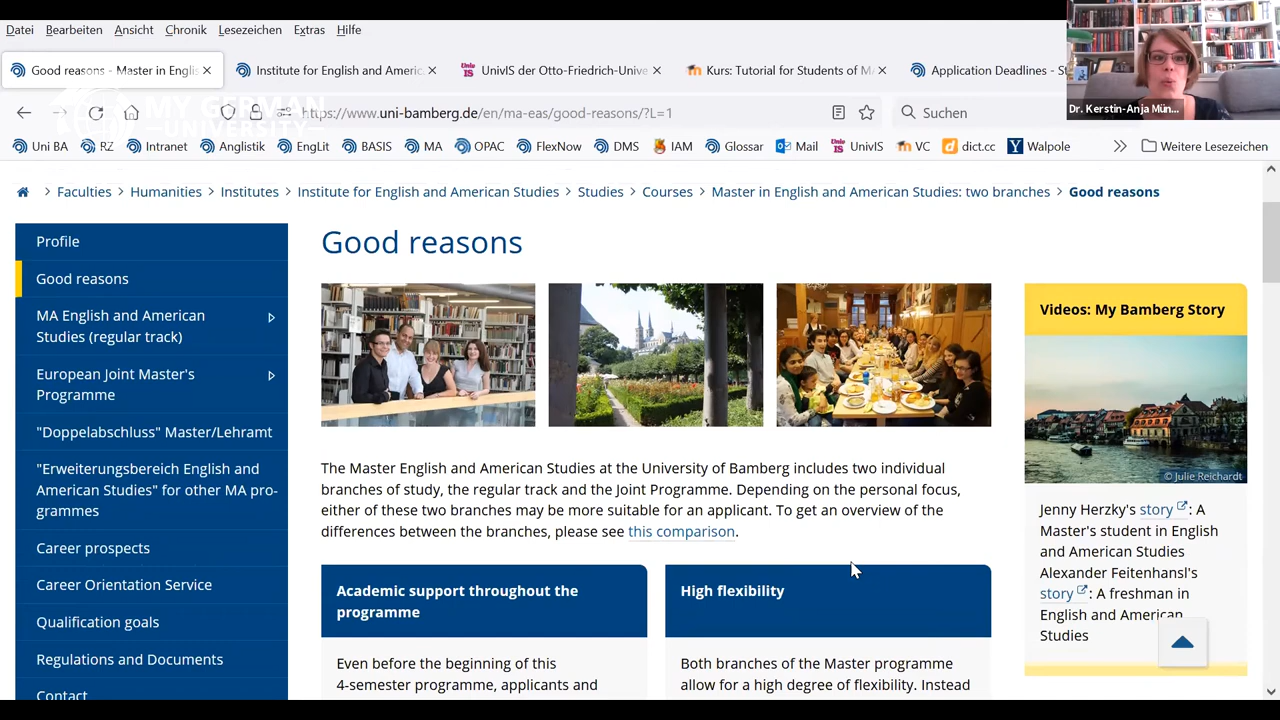 Datei Bearbeiten Ansicht Chronik Lesezeichen Extras Hilfe
Good reasons - Master in Englis
Institute for English and Americ
UnivIS der Otto-Friedrich-Unive
Kurs: Tutorial for Students of MA
Application Deadlines - S
Dr. Kerstin-Anja Mün...
MY GERMAN
UNIVERSITY
https://www.uni-bamberg.de/en/ma-eas/good-reasons/?L=1
Suchen
Uni BA RZ Intranet Anglistik EngLit BASIS MA OPAC FlexNow DMS IAM Glossar Mail UnivIS VC dict.cc Walpole Weitere Lesezeichen
Faculties > Humanities > Institutes > Institute for English and American Studies > Studies > Courses > Master in English and American Studies: two branches > Good reasons
Profile
Good reasons
MA English and American
Studies (regular track)
European Joint Master's
Programme
"Doppelabschluss" Master/Lehramt
"Erweiterungsbereich English and
American Studies" for other MA pro-
grammes
Career prospects
Career Orientation Service
Qualification goals
Regulations and Documents
Contact
Good reasons
The Master English and American Studies at the University of Bamberg includes two individual
branches of study, the regular track and the Joint Programme. Depending on the personal focus,
either of these two branches may be more suitable for an applicant. To get an overview of the
differences between the branches, please see this comparison.
Academic support throughout the
programme
Even before the beginning of this
4-semester programme, applicants and
High flexibility
Both branches of the Master programme
allow for a high degree of flexibility. Instead
Videos: My Bamberg Story
© Julie Reichardt
Jenny Herzky's story: A
Master's student in English
and American Studies
Alexander Feitenhansl's
story: A freshman in
English and American
Studies